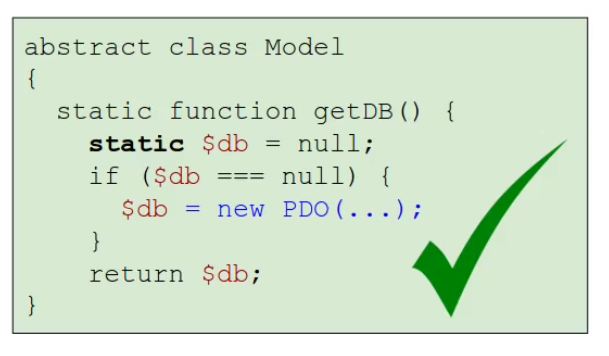 abstract class Model
{
  static function getDB() {
    static $db = null;
    if ($db === null) {
      $db = new PDO(...);
    }
    return $db;
}